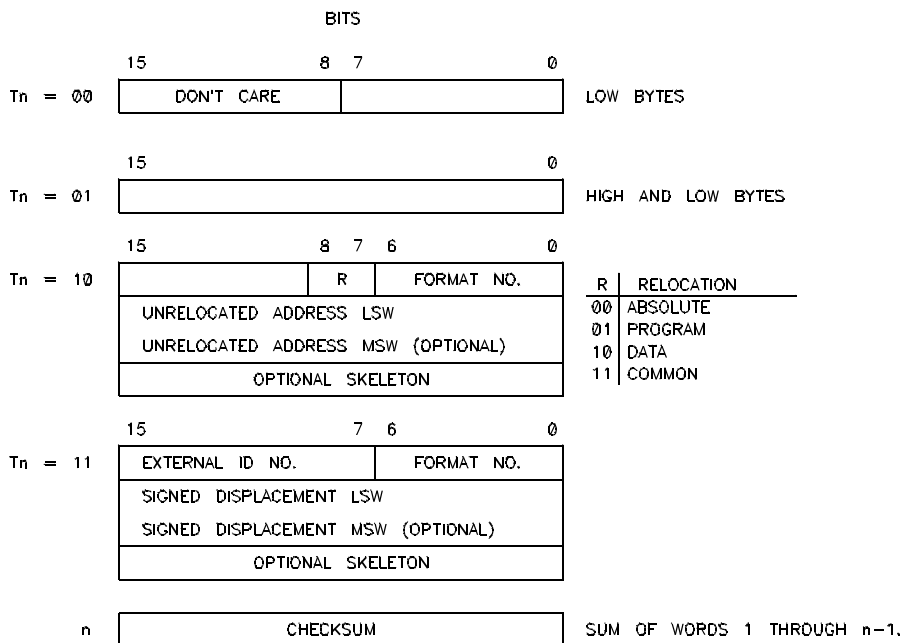 BITS
15 8 7 0
Tn = 00 DON'T CARE LOW BYTES
15 0
Tn = 01 HIGH AND LOW BYTES
15 8 7 6 0
Tn = 10 R FORMAT NO.
UNRELOCATED ADDRESS LSW
UNRELOCATED ADDRESS MSW (OPTIONAL)
OPTIONAL SKELETON
R RELOCATION
00 ABSOLUTE
01 PROGRAM
10 DATA
11 COMMON
15 7 6 0
Tn = 11 EXTERNAL ID NO. FORMAT NO.
SIGNED DISPLACEMENT LSW
SIGNED DISPLACEMENT MSW (OPTIONAL)
OPTIONAL SKELETON
n CHECKSUM SUM OF WORDS 1 THROUGH n-1.